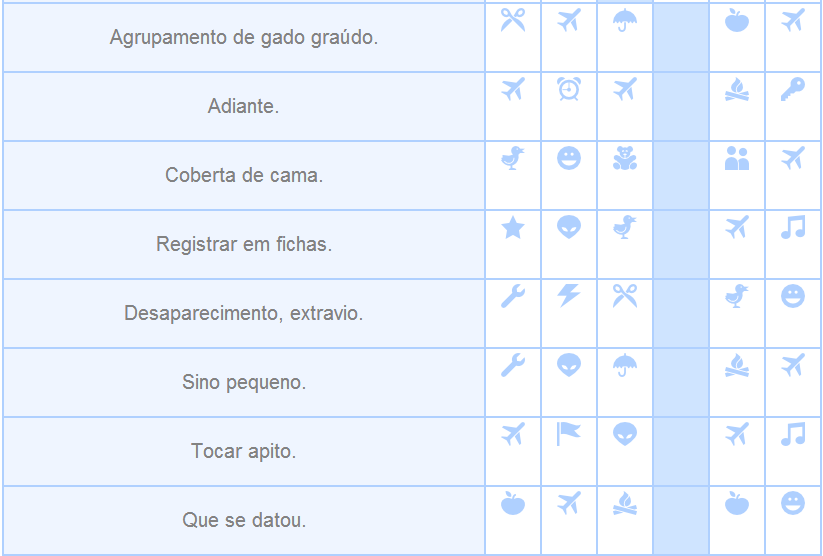 Agrupamento de gado graúdo.
Adiante.
Coberta de cama.
Registrar em fichas.
Desaparecimento, extravio.
Sino pequeno.
Tocar apito.
Que se datou.